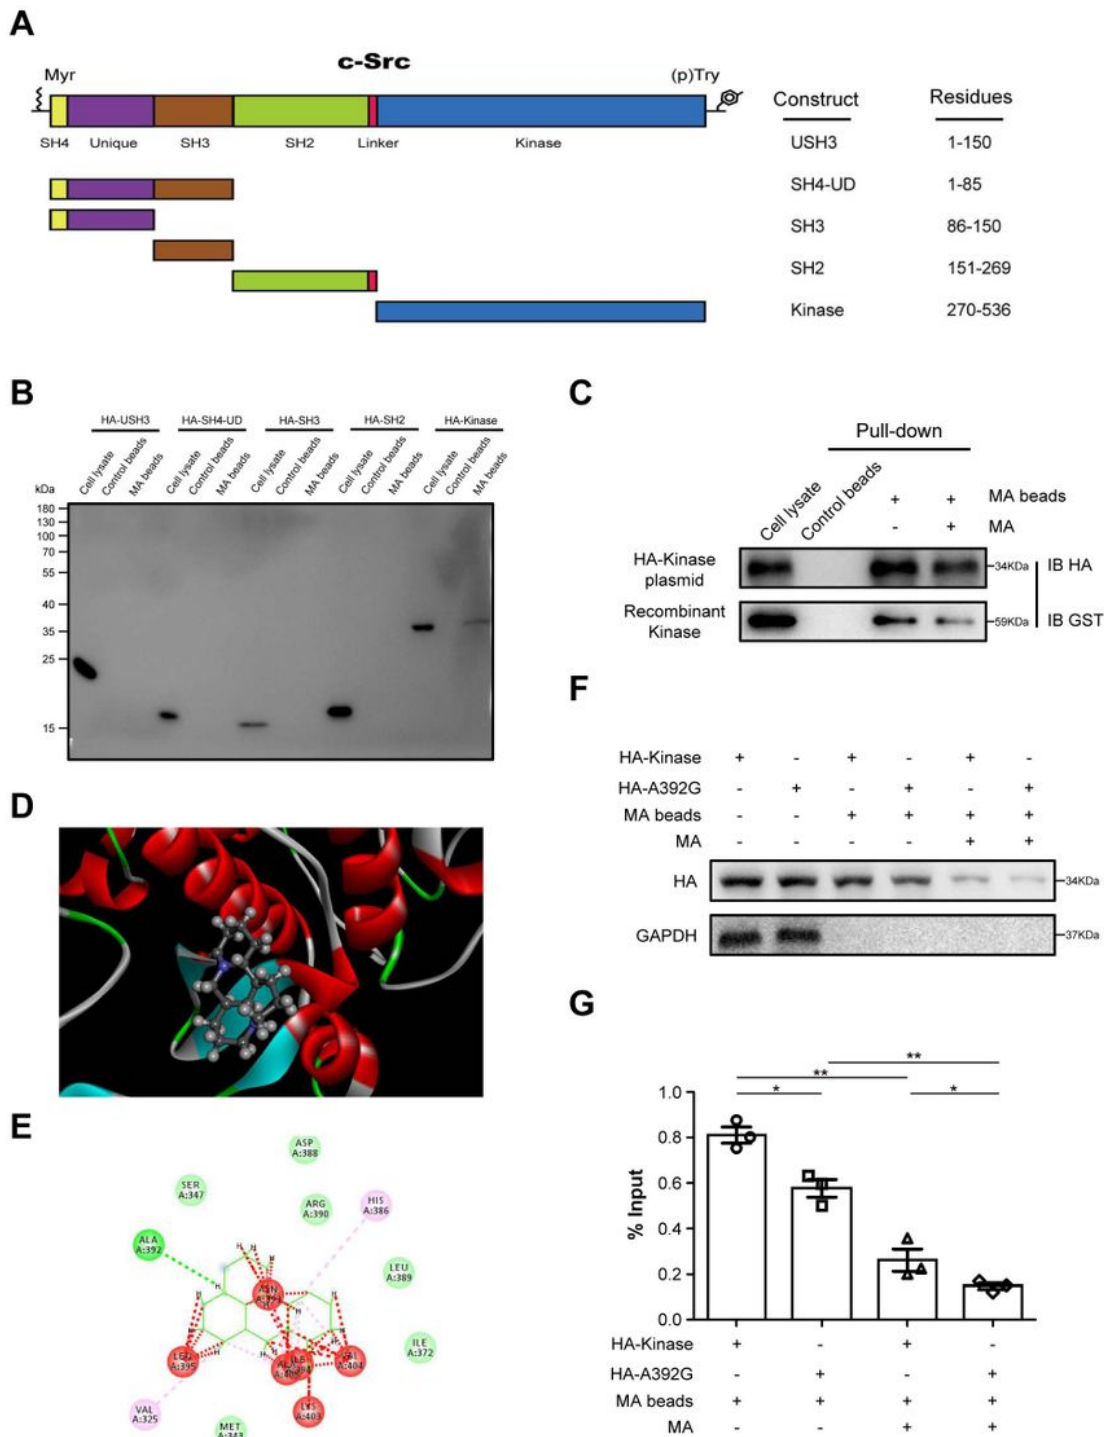 A
c-Src
Myr
(p)Try
SH4 Unique SH3 SH2 Linker Kinase
Construct Residues
USH3 1-150
SH4-UD 1-85
SH3 86-150
SH2 151-269
Kinase 270-536
B
HA-USH3 HA-SH4-UD HA-SH3 HA-SH2 HA-Kinase
Cell lysate Control beads MA beads Cell lysate Control beads MA beads Cell lysate Control beads MA beads Cell lysate Control beads MA beads Cell lysate Control beads MA beads
kDa
180
130
100
70
55
40
35
25
15
C
Pull-down
Cell lysate Control beads + + MA beads
- + MA
HA-Kinase plasmid 34KDa IB HA
Recombinant Kinase 59KDa IB GST
D
E
ASP A:388
SER A:347
ARG A:390
HIS A:386
ALA A:392
LEU A:389
ILE A:372
LEU A:395
VAL A:404
LYS A:403
VAL A:325
MET A:343
F
HA-Kinase + - + - + -
HA-A392G - + - + - +
MA beads - - + + + +
MA - - - - + +
HA 34KDa
GAPDH 37KDa
G
** 
**
* *
% Input
1.0
0.8
0.6
0.4
0.2
0.0
HA-Kinase + - + -
HA-A392G - + - +
MA beads + + + +
MA - - + +